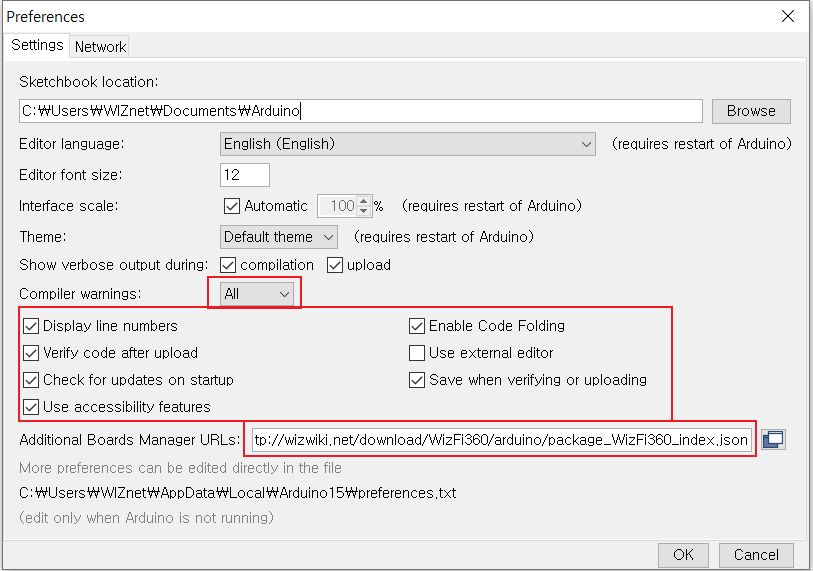 Preferences
Settings Network
Sketchbook location:
C:₩Users₩WIZnet₩Documents₩Arduino Browse
Editor language: English (English) (requires restart of Arduino)
Editor font size: 12
Interface scale: Automatic 100 % (requires restart of Arduino)
Theme: Default theme (requires restart of Arduino)
Show verbose output during: compilation upload
Compiler warnings: All
Display line numbers Enable Code Folding
Verify code after upload Use external editor
Check for updates on startup Save when verifying or uploading
Use accessibility features
Additional Boards Manager URLs: tp://wizwiki.net/download/WizFi360/arduino/package_WizFi360_index.json
More preferences can be edited directly in the file
C:₩Users₩WIZnet₩AppData₩Local₩Arduino15₩preferences.txt
(edit only when Arduino is not running)
OK Cancel